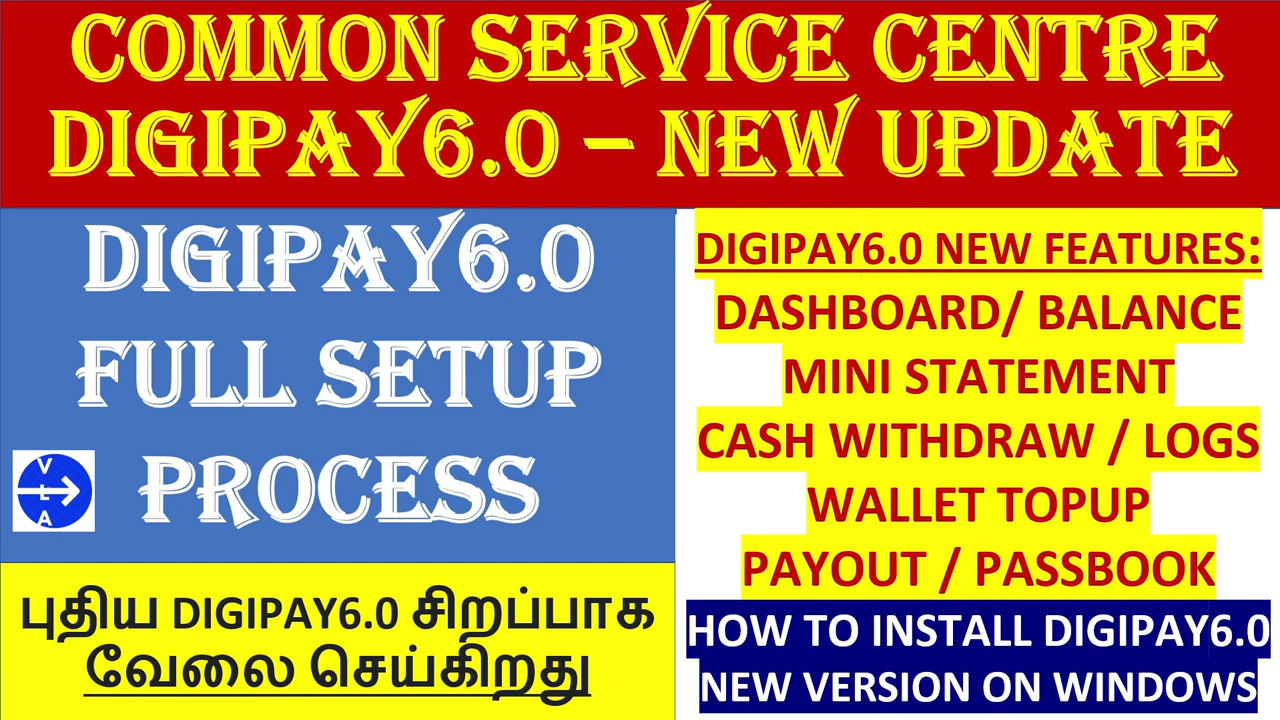 COMMON SERVICE CENTRE
DIGIPAY6.0 – NEW UPDATE
DIGIPAY6.0
FULL SETUP
PROCESS
V
L
A
புதிய DIGIPAY6.0 சிறப்பாக
வேலை செய்கிறது
DIGIPAY6.0 NEW FEATURES:
DASHBOARD/ BALANCE
MINI STATEMENT
CASH WITHDRAW / LOGS
WALLET TOPUP
PAYOUT / PASSBOOK
HOW TO INSTALL DIGIPAY6.0
NEW VERSION ON WINDOWS